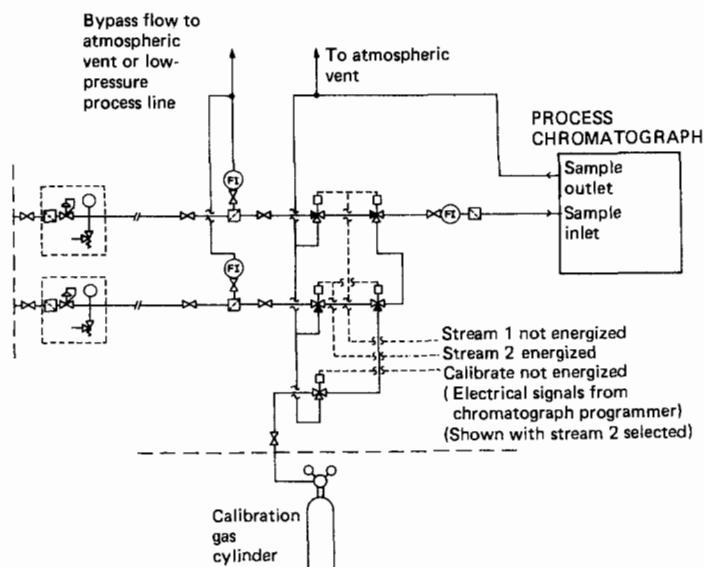 Bypass flow to
atmospheric
vent or low-
pressure
process line
To atmospheric
vent
PROCESS
CHROMATOGRAPH
Sample
outlet
Sample
inlet
FI
FI
FI
Stream 1 not energized
Stream 2 energized
Calibrate not energized
(Electrical signals from
chromatograph programmer)
(Shown with stream 2 selected)
Calibration
gas
cylinder